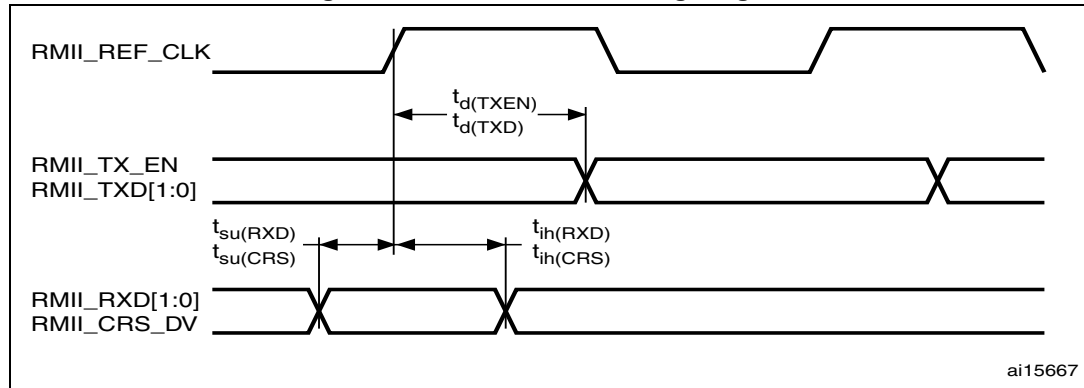 RMII_REF_CLK
td(TXEN)
td(TXD)
RMII_TX_EN
RMII_TXD[1:0]
tsu(RXD)
tsu(CRS)
tih(RXD)
tih(CRS)
RMII_RXD[1:0]
RMII_CRS_DV
ai15667